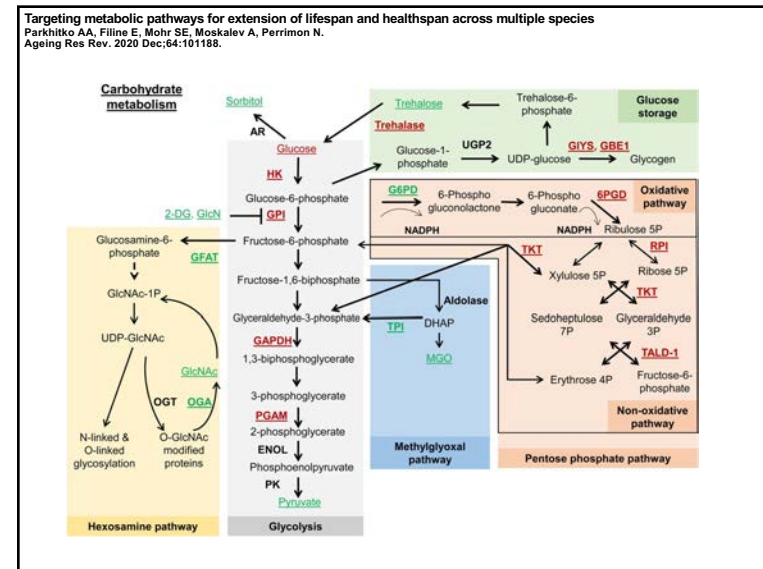 Targeting metabolic pathways for extension of lifespan and healthspan across multiple species
Parkhitko AA, Filine E, Mohr SE, Moskalev A, Perrimon N.
Ageing Res Rev. 2020 Dec;64:101188.
Carbohydrate
metabolism
Sorbitol
AR
Glucose
HK
Glucose-6-phosphate
2-DG, GlcN
GPI
Fructose-6-phosphate
Fructose-1,6-biphosphate
Glyceraldehyde-3-phosphate
GAPDH
1,3-biphosphoglycerate
3-phosphoglycerate
PGAM
2-phosphoglycerate
ENOL
Phosphoenolpyruvate
PK
Pyruvate
Glycolysis
Glucosamine-6-
phosphate
GFAT
GlcNAc-1P
UDP-GlcNAc
GlcNAc
OGT
OGA
N-linked &
O-linked
glycosylation
O-GlcNAc
modified
proteins
Hexosamine pathway
Trehalose
Trehalose-6-
phosphate
Glucose
storage
Trehalase
Glucose-1-
phosphate
UGP2
UDP-glucose
GlYS, GBE1
Glycogen
G6PD
6-Phospho
gluconolactone
6-Phospho
gluconate
6PGD
Oxidative
pathway
NADPH
NADPH
Ribulose 5P
TKT
RPI
Xylulose 5P
Ribose 5P
TKT
Sedoheptulose
7P
Glyceraldehyde
3P
TALD-1
Erythrose 4P
Fructose-6-
phosphate
Non-oxidative
pathway
Pentose phosphate pathway
Aldolase
TPI
DHAP
MGO
Methylglyoxal
pathway